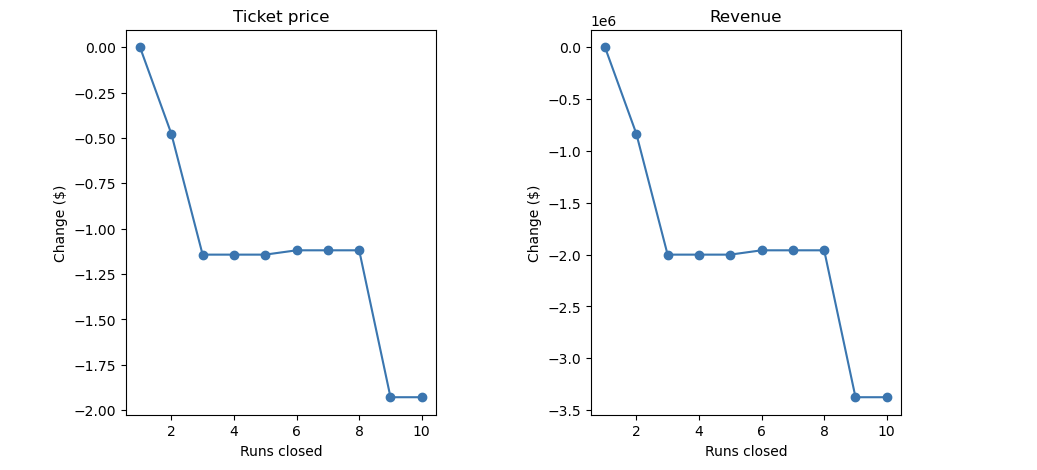 Ticket price
Change ($)
0.00
−0.25
−0.50
−0.75
−1.00
−1.25
−1.50
−1.75
−2.00
2 4 6 8 10
Runs closed
Revenue
1e6
Change ($)
0.0
−0.5
−1.0
−1.5
−2.0
−2.5
−3.0
−3.5
2 4 6 8 10
Runs closed